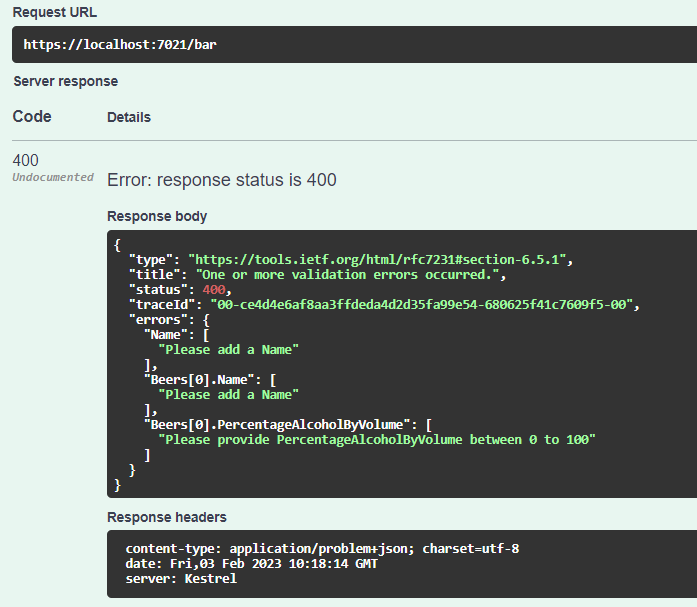 Request URL
https://localhost:7021/bar
Server response
Code Details
400
Undocumented
Error: response status is 400
Response body
{
  "type": "https://tools.ietf.org/html/rfc7231#section-6.5.1",
  "title": "One or more validation errors occurred.",
  "status": 400,
  "traceId": "00-ce4d4e6af8aa3ffdeda4d2d35fa99e54-680625f41c7609f5-00",
  "errors": {
    "Name": [
      "Please add a Name"
    ],
    "Beers[0].Name": [
      "Please add a Name"
    ],
    "Beers[0].PercentageAlcoholByVolume": [
      "Please provide PercentageAlcoholByVolume between 0 to 100"
    ]
  }
}
Response headers
content-type: application/problem+json; charset=utf-8
date: Fri,03 Feb 2023 10:18:14 GMT
server: Kestrel